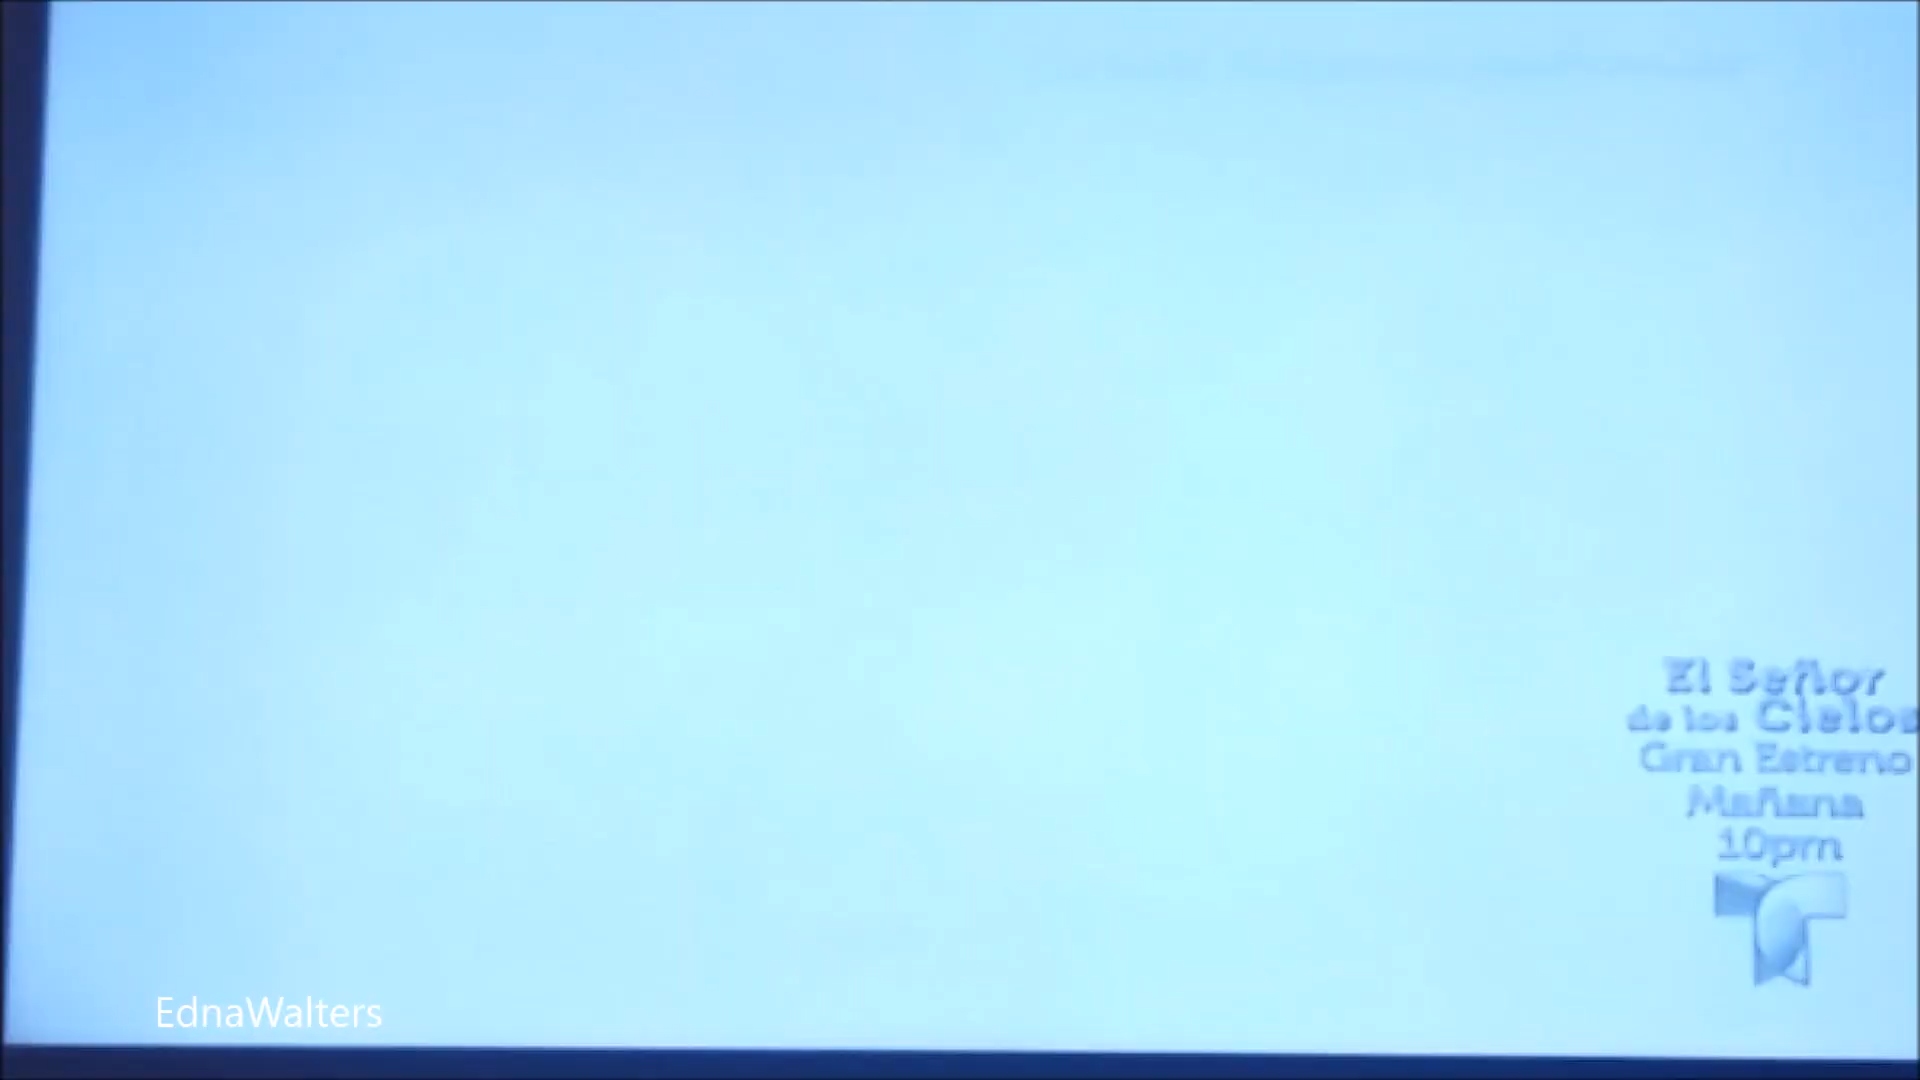 El Señor
de los Cielos
Gran Estreno
Mañana
10pm
EdnaWalters